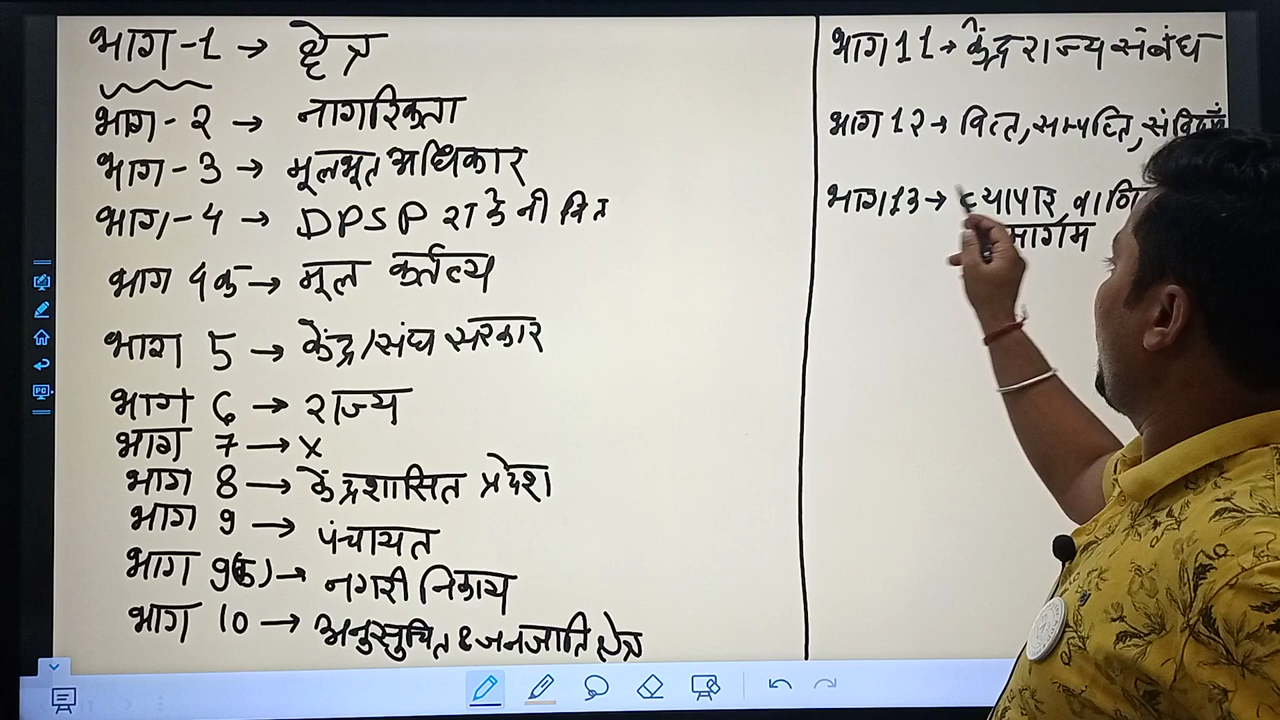 भाग-1 → क्षेत्र
भाग-2 → नागरिकता
भाग-3 → मूलभूत अधिकार
भाग-4 → DPSP रा के नी
भाग 4क → मूल कर्तव्य
भाग 5 → केंद्र/संघ सरकार
भाग 6 → राज्य
भाग 7 → X
भाग 8 → केंद्रशासित प्रदेश
भाग 9 → पंचायत
भाग 9(क) → नगरी निकाय
भाग 10 → अनुसुचित & जनजाति क्षेत्र
भाग 11 → केंद्र राज्य संबंध
भाग 12 → वित्त, सम्पत्ति,
भाग 13 → व्यापार,
PC